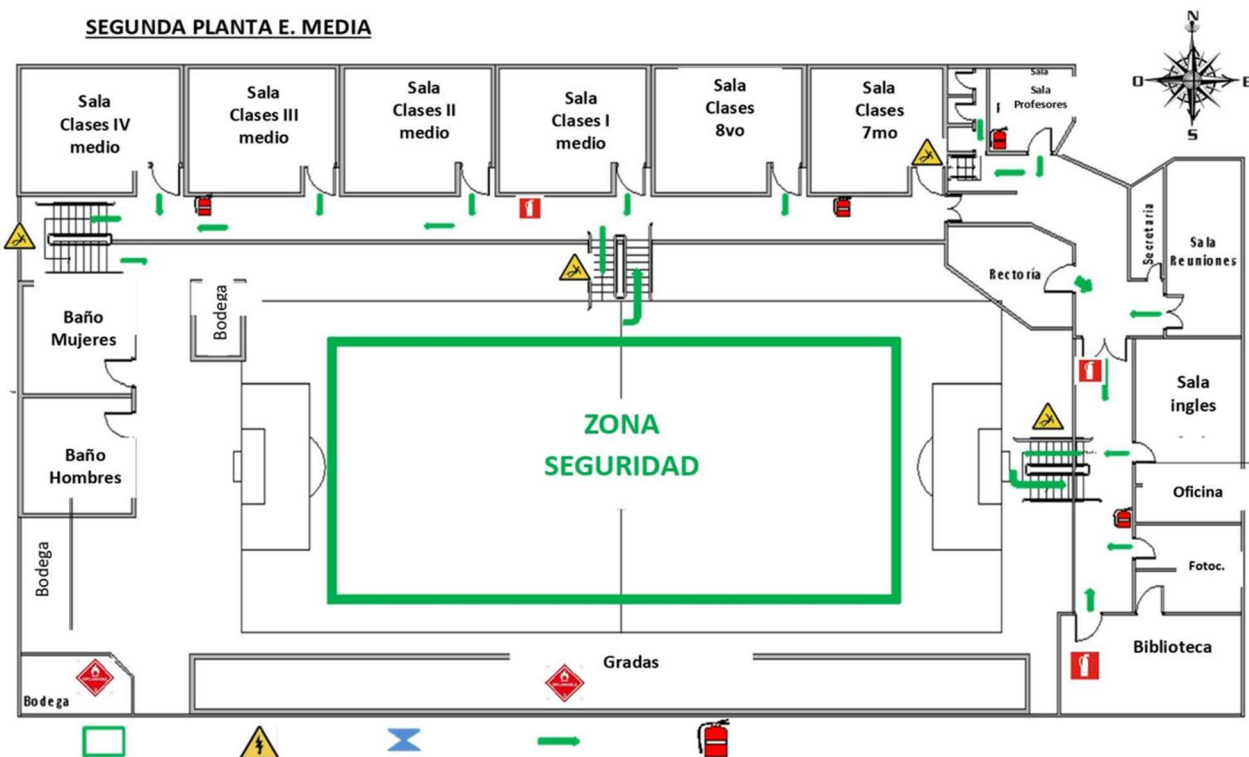 SEGUNDA PLANTA E. MEDIA
N
O
E
S
Sala
Clases IV
medio
Sala
Clases III
medio
Sala
Clases II
medio
Sala
Clases I
medio
Sala
Clases
8vo
Sala
Clases
7mo
Sala
Sala
Profesores
Secretaria
Sala
Reuniones
Rectoría
Bodega
Baño
Mujeres
Sala
ingles
ZONA
SEGURIDAD
Baño
Hombres
Oficina
Bodega
Fotoc.
Gradas
Biblioteca
Bodega